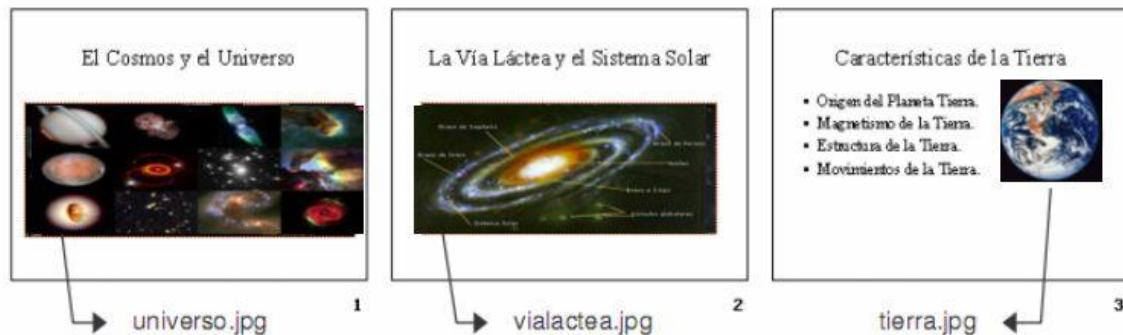 El Cosmos y el Universo
1
universo.jpg
La Vía Láctea y el Sistema Solar
Sistema Solar
2
vialactea.jpg
Características de la Tierra
▪ Origen del Planeta Tierra.
▪ Magnetismo de la Tierra.
▪ Estructura de la Tierra.
▪ Movimientos de la Tierra.
3
tierra.jpg